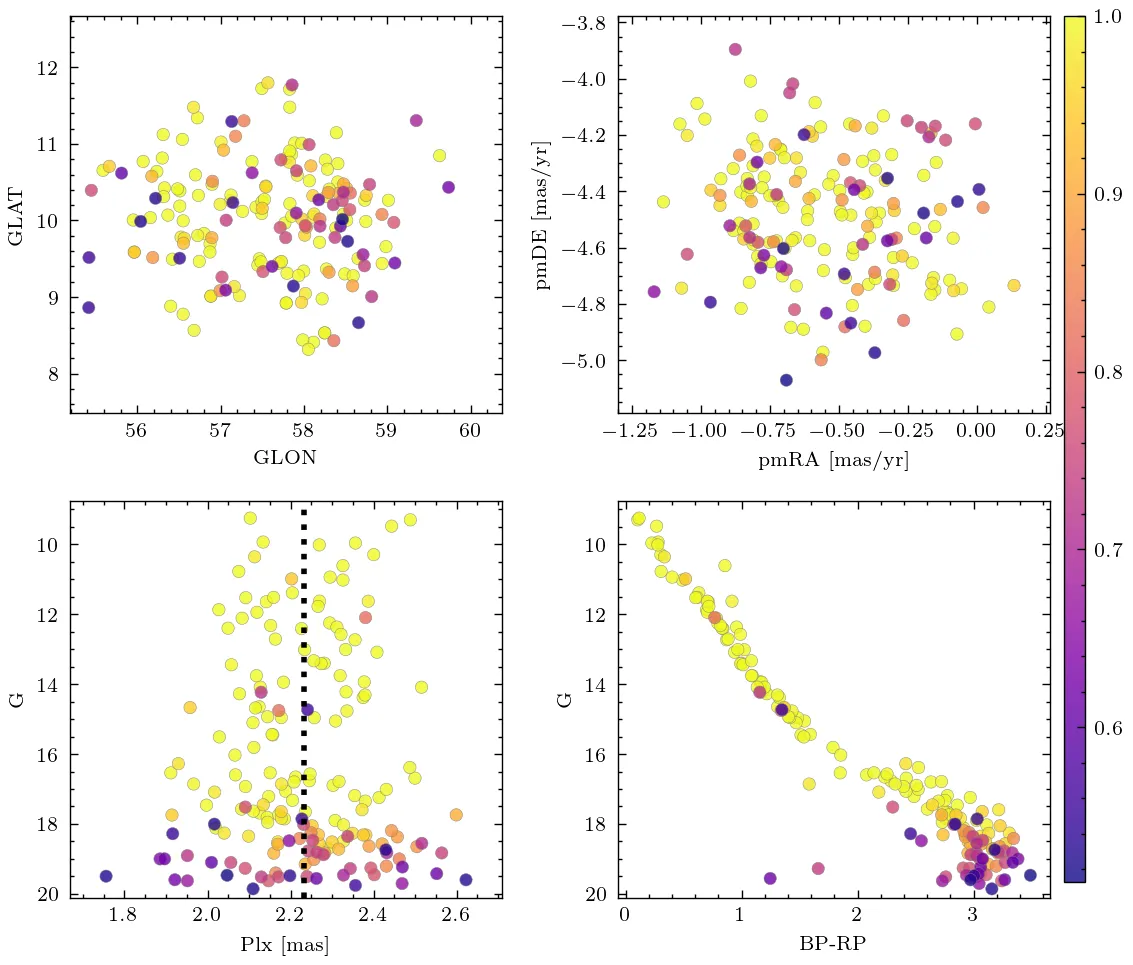 12
11
10
9
8
GLAT
56 57 58 59 60
GLON
−3.8
−4.0
−4.2
−4.4
−4.6
−4.8
−5.0
pmDE [mas/yr]
−1.25 −1.00 −0.75 −0.50 −0.25 0.00 0.25
pmRA [mas/yr]
10
12
14
16
18
20
G
1.8 2.0 2.2 2.4 2.6
Plx [mas]
10
12
14
16
18
20
G
0 1 2 3
BP-RP
1.0
0.9
0.8
0.7
0.6